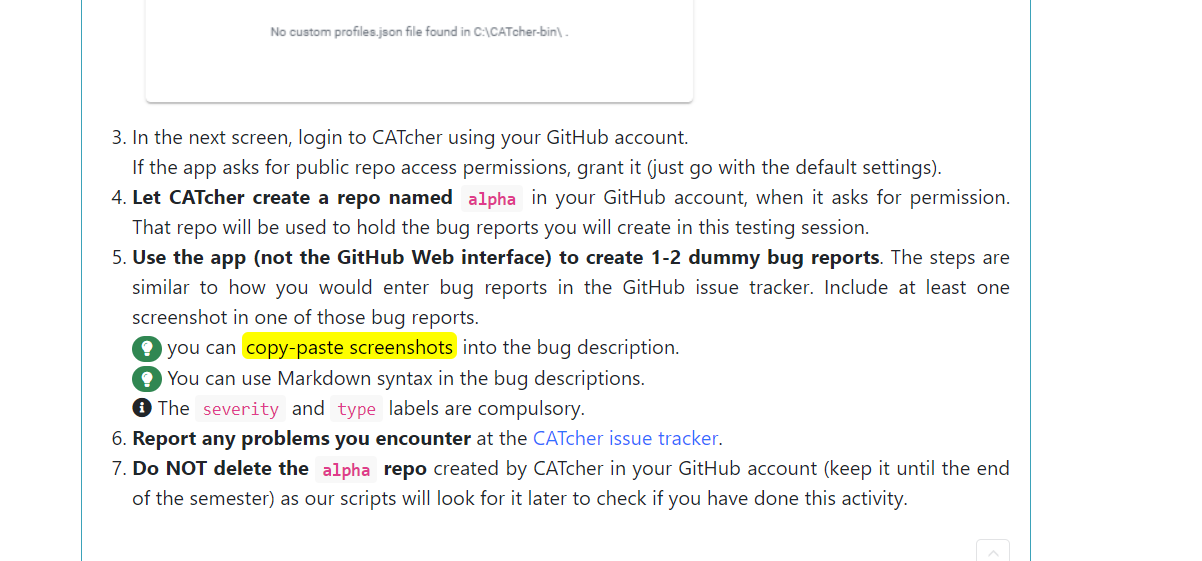 No custom profiles.json file found in C:\CATcher-bin\ .
3. In the next screen, login to CATcher using your GitHub account.
If the app asks for public repo access permissions, grant it (just go with the default settings).
4. Let CATcher create a repo named alpha in your GitHub account, when it asks for permission.
That repo will be used to hold the bug reports you will create in this testing session.
5. Use the app (not the GitHub Web interface) to create 1-2 dummy bug reports. The steps are
similar to how you would enter bug reports in the GitHub issue tracker. Include at least one
screenshot in one of those bug reports.
you can copy-paste screenshots into the bug description.
You can use Markdown syntax in the bug descriptions.
The severity and type labels are compulsory.
6. Report any problems you encounter at the CATcher issue tracker.
7. Do NOT delete the alpha repo created by CATcher in your GitHub account (keep it until the end
of the semester) as our scripts will look for it later to check if you have done this activity.